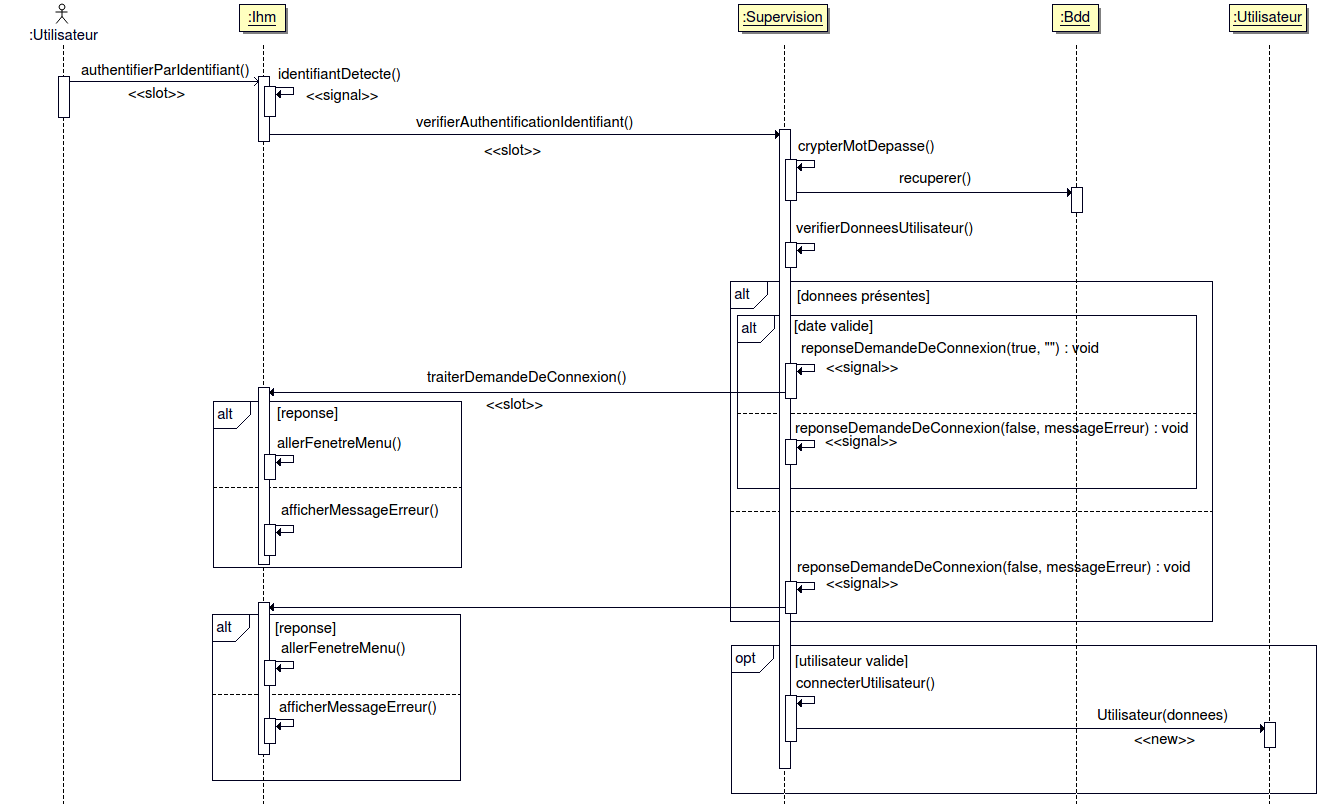 :Utilisateur
:Ihm
:Supervision
:Bdd
:Utilisateur
authentifierParIdentifiant()
<<slot>>
identifiantDetecte()
<<signal>>
verifierAuthentificationIdentifiant()
<<slot>>
crypterMotDepasse()
recuperer()
verifierDonneesUtilisateur()
alt
[donnees présentes]
alt
[date valide]
reponseDemandeDeConnexion(true, "") : void
<<signal>>
traiterDemandeDeConnexion()
<<slot>>
alt
[reponse]
allerFenetreMenu()
reponseDemandeDeConnexion(false, messageErreur) : void
<<signal>>
afficherMessageErreur()
reponseDemandeDeConnexion(false, messageErreur) : void
<<signal>>
alt
[reponse]
allerFenetreMenu()
afficherMessageErreur()
opt
[utilisateur valide]
connecterUtilisateur()
Utilisateur(donnees)
<<new>>